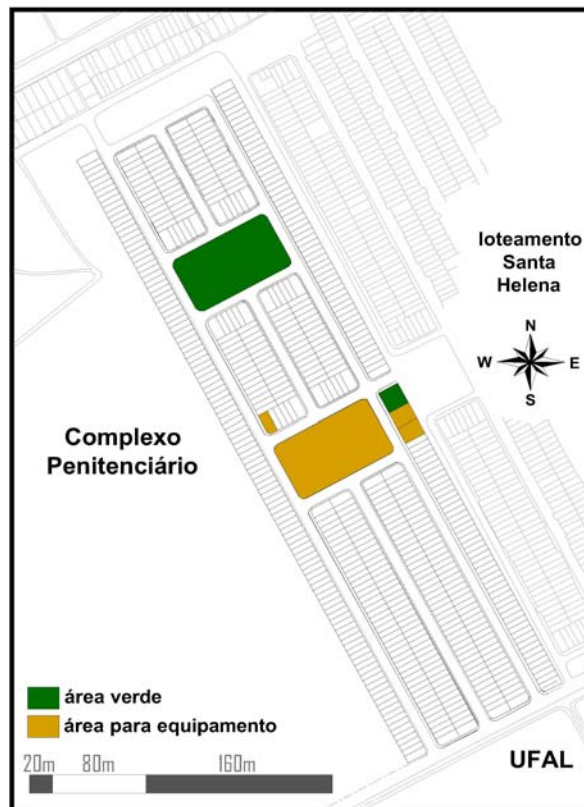 loteamento
Santa
Helena
N
W
E
S
Complexo
Penitenciário
área verde
área para equipamento
20m 80m 160m
UFAL